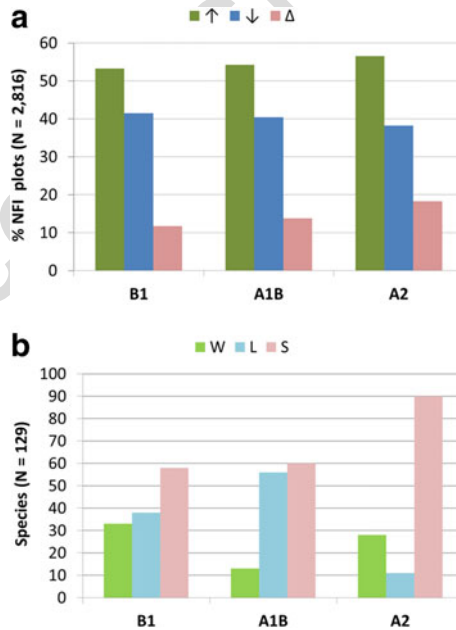 a
↑ ↓ Δ
% NFI plots (N = 2,816)
60
50
40
30
20
10
0
B1 A1B A2
b
W L S
Species (N = 129)
100
90
80
70
60
50
40
30
20
10
0
B1 A1B A2